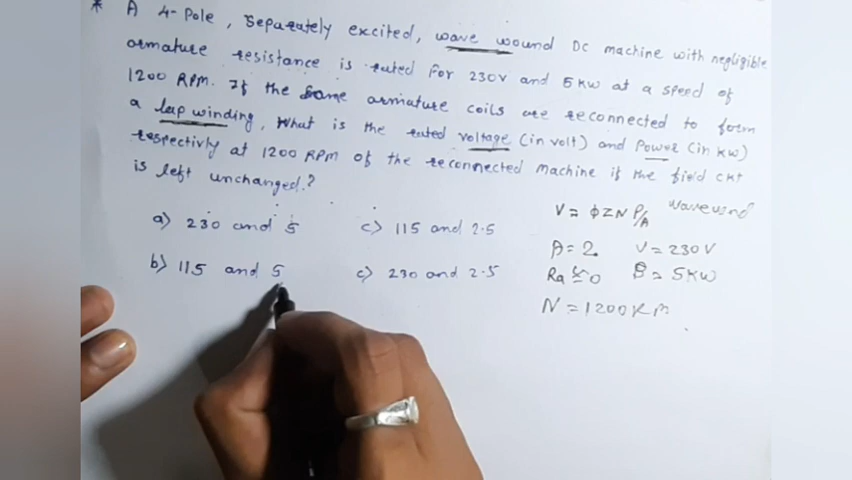 * A 4-Pole, Separately excited, wave wound DC machine with negligible
armature resistance is rated for 230V and 5kw at a speed of
1200 RPM. If the same armature coils are reconnected to form
a lap winding, What is the rated voltage (in volt) and Power (in kw)
respectivly at 1200 RPM of the reconnected machine if the field ckt
is left unchanged?
a) 230 and 5 c) 115 and 2.5
b) 115 and 5 c) 230 and 2.5
V = φZN P/A wavewound
A = 2 V = 230 V
Ra ≃ 0 P = 5KW
N = 1200 RPM